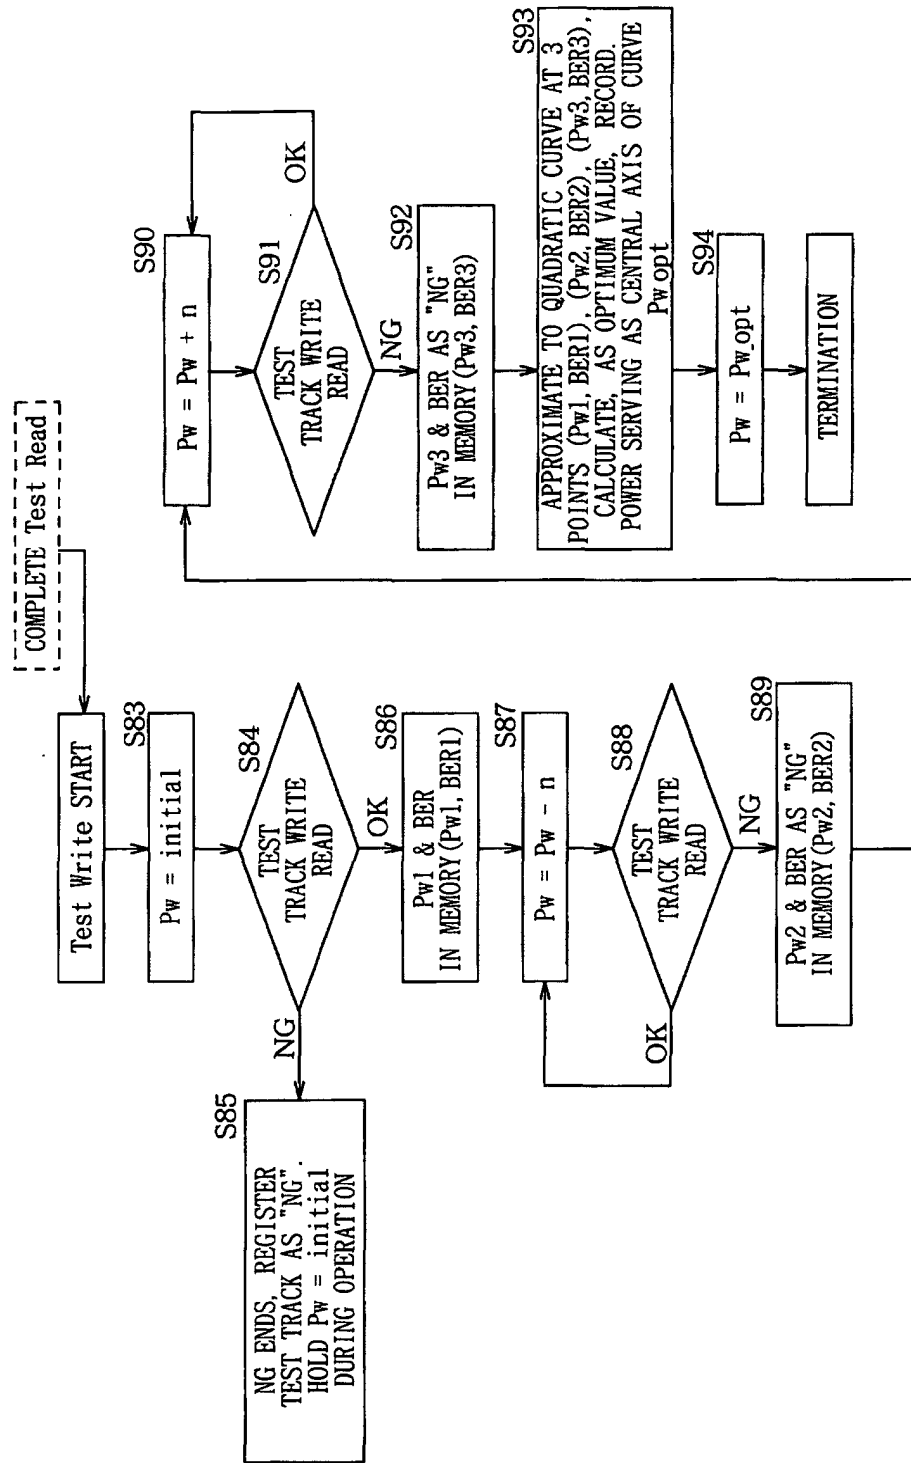 COMPLETE Test Read
Test Write START
S83
Pw = initial
S84
TEST
TRACK WRITE
READ
NG
OK
S85
NG ENDS, REGISTER
TEST TRACK AS "NG".
HOLD Pw = initial
DURING OPERATION
S86
Pw1 & BER
IN MEMORY(Pw1, BER1)
S87
Pw = Pw - n
S88
TEST
TRACK WRITE
READ
OK
NG
S89
Pw2 & BER AS "NG"
IN MEMORY(Pw2, BER2)
S90
Pw = Pw + n
S91
TEST
TRACK WRITE
READ
OK
NG
S92
Pw3 & BER AS "NG"
IN MEMORY(Pw3, BER3)
S93
APPROXIMATE TO QUADRATIC CURVE AT 3
POINTS (Pw1, BER1), (Pw2, BER2), (Pw3, BER3),
CALCULATE, AS OPTIMUM VALUE, RECORD.
POWER SERVING AS CENTRAL AXIS OF CURVE
Pw opt
S94
Pw = Pw_opt
TERMINATION